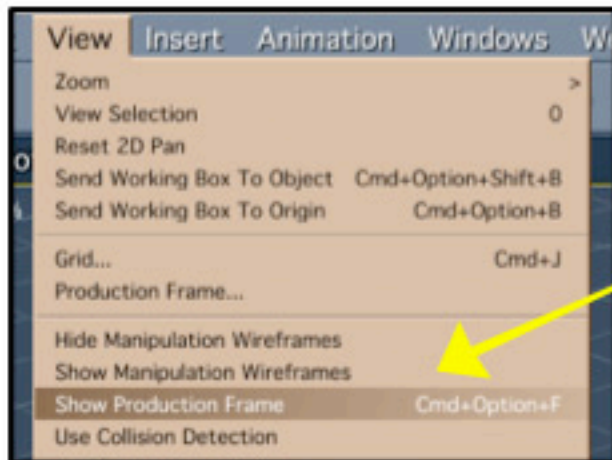 View Insert Animation Windows W
Zoom >
View Selection 0
Reset 2D Pan
Send Working Box To Object Cmd+Option+Shift+B
Send Working Box To Origin Cmd+Option+B
Grid... Cmd+J
Production Frame...
Hide Manipulation Wireframes
Show Manipulation Wireframes
Show Production Frame Cmd+Option+F
Use Collision Detection